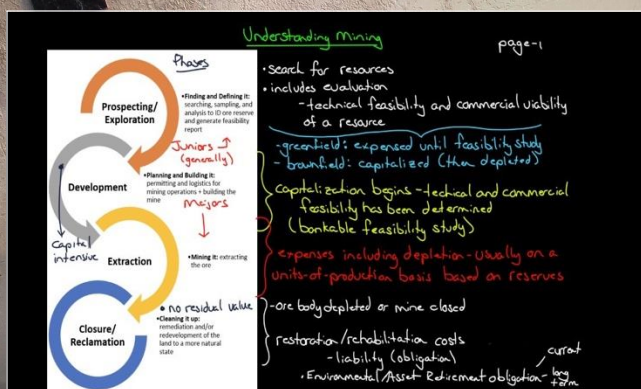 Understanding Mining
page-1
Phases
Prospecting/
Exploration
•Finding and Defining it:
searching, sampling, and
analysis to ID ore reserve
and generate feasibility
report
Juniors
(generally)
Development
•Planning and Building it:
permitting and logistics for
mining operations + building the
mine
Majors
Capital
intensive
Extraction
•Mining it: extracting
the ore
• no residual value
Closure/
Reclamation
•Cleaning it up:
remediation and/or
redevelopment of the
land to a more natural
state
• search for resources
• includes evaluation
- technical feasibility and commercial viability
of a resource
- greenfield: expensed until feasibility study
- brownfield: capitalized (then depleted)
capitalization begins - techical and commercial
feasibility has been determined
(bankable feasibility study)
expenses including depletion - usually on a
units-of-production basis based on reserves
- ore body depleted or mine closed
restoration/rehabilitation costs
- liability (obligation)
current
• Environmental/Asset Retirement obligation - long
term